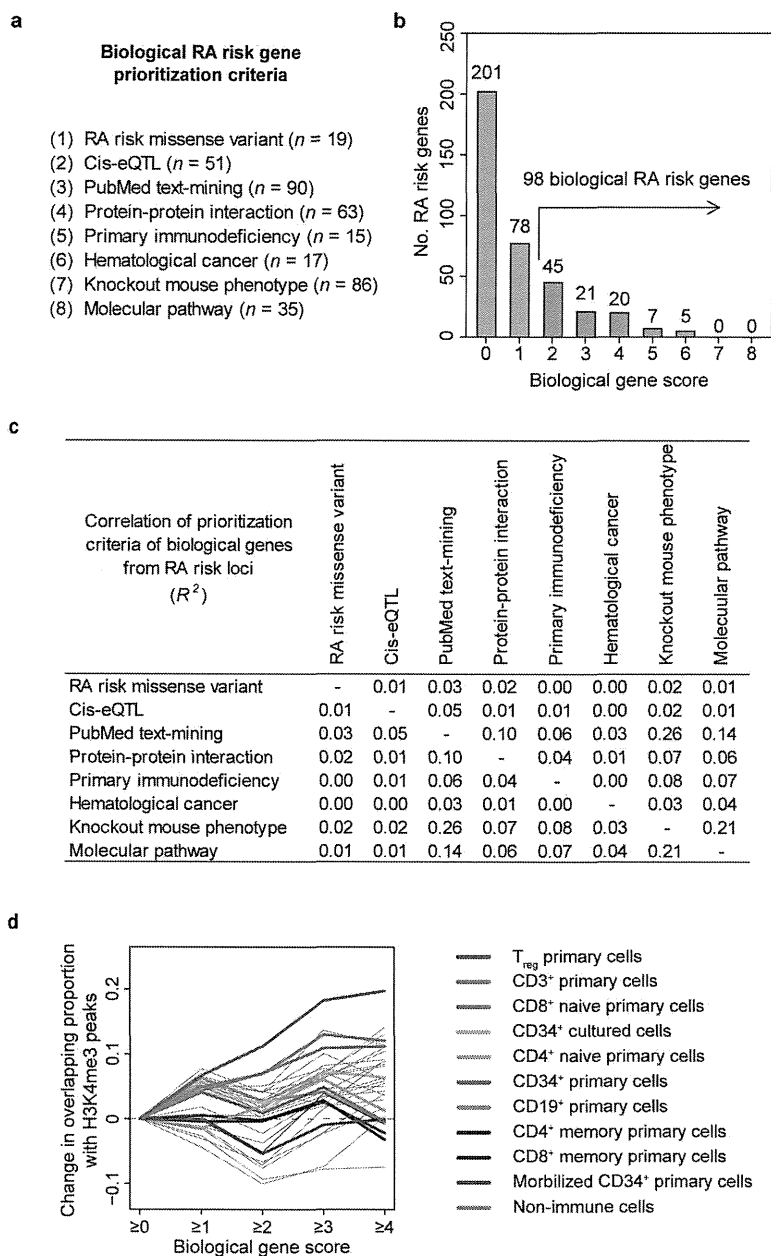 a
Biological RA risk gene
prioritization criteria
(1) RA risk missense variant (n = 19)
(2) Cis-eQTL (n = 51)
(3) PubMed text-mining (n = 90)
(4) Protein-protein interaction (n = 63)
(5) Primary immunodeficiency (n = 15)
(6) Hematological cancer (n = 17)
(7) Knockout mouse phenotype (n = 86)
(8) Molecular pathway (n = 35)
b
No. RA risk genes
250
200
150
100
50
0
201
78
45
21
20
7
5
0
0
98 biological RA risk genes
0 1 2 3 4 5 6 7 8
Biological gene score
c
Correlation of prioritization
criteria of biological genes
from RA risk loci
(R²)
RA risk missense variant
Cis-eQTL
PubMed text-mining
Protein-protein interaction
Primary immunodeficiency
Hematological cancer
Knockout mouse phenotype
Molecuular pathway
RA risk missense variant - 0.01 0.03 0.02 0.00 0.00 0.02 0.01
Cis-eQTL 0.01 - 0.05 0.01 0.01 0.00 0.02 0.01
PubMed text-mining 0.03 0.05 - 0.10 0.06 0.03 0.26 0.14
Protein-protein interaction 0.02 0.01 0.10 - 0.04 0.01 0.07 0.06
Primary immunodeficiency 0.00 0.01 0.06 0.04 - 0.00 0.08 0.07
Hematological cancer 0.00 0.00 0.03 0.01 0.00 - 0.03 0.04
Knockout mouse phenotype 0.02 0.02 0.26 0.07 0.08 0.03 - 0.21
Molecular pathway 0.01 0.01 0.14 0.06 0.07 0.04 0.21 -
d
Change in overlapping proportion
with H3K4me3 peaks
0.2
0.1
0
−0.1
≥0 ≥1 ≥2 ≥3 ≥4
Biological gene score
Treg primary cells
CD3⁺ primary cells
CD8⁺ naive primary cells
CD34⁺ cultured cells
CD4⁺ naive primary cells
CD34⁺ primary cells
CD19⁺ primary cells
CD4⁺ memory primary cells
CD8⁺ memory primary cells
Morbilized CD34⁺ primary cells
Non-immune cells